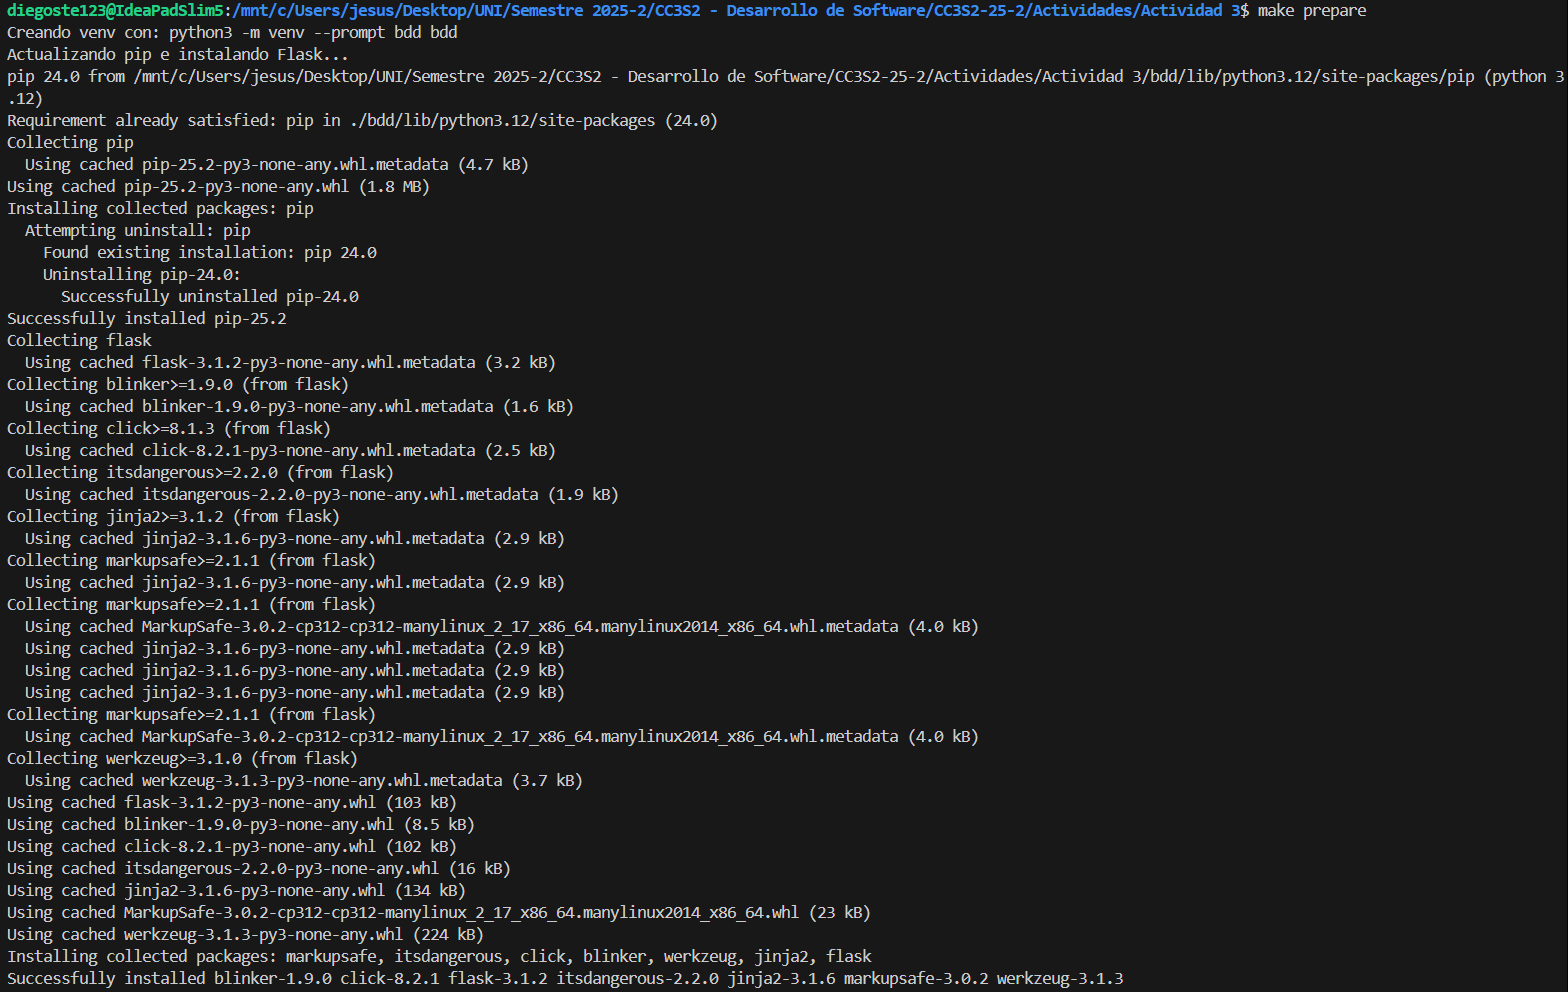 diegoste123@IdeaPadSlim5:/mnt/c/Users/jesus/Desktop/UNI/Semestre 2025-2/CC3S2 - Desarrollo de Software/CC3S2-25-2/Actividades/Actividad 3$ make prepare
Creando venv con: python3 -m venv --prompt bdd bdd
Actualizando pip e instalando Flask...
pip 24.0 from /mnt/c/Users/jesus/Desktop/UNI/Semestre 2025-2/CC3S2 - Desarrollo de Software/CC3S2-25-2/Actividades/Actividad 3/bdd/lib/python3.12/site-packages/pip (python 3
.12)
Requirement already satisfied: pip in ./bdd/lib/python3.12/site-packages (24.0)
Collecting pip
  Using cached pip-25.2-py3-none-any.whl.metadata (4.7 kB)
Using cached pip-25.2-py3-none-any.whl (1.8 MB)
Installing collected packages: pip
  Attempting uninstall: pip
    Found existing installation: pip 24.0
    Uninstalling pip-24.0:
      Successfully uninstalled pip-24.0
Successfully installed pip-25.2
Collecting flask
  Using cached flask-3.1.2-py3-none-any.whl.metadata (3.2 kB)
Collecting blinker>=1.9.0 (from flask)
  Using cached blinker-1.9.0-py3-none-any.whl.metadata (1.6 kB)
Collecting click>=8.1.3 (from flask)
  Using cached click-8.2.1-py3-none-any.whl.metadata (2.5 kB)
Collecting itsdangerous>=2.2.0 (from flask)
  Using cached itsdangerous-2.2.0-py3-none-any.whl.metadata (1.9 kB)
Collecting jinja2>=3.1.2 (from flask)
  Using cached jinja2-3.1.6-py3-none-any.whl.metadata (2.9 kB)
Collecting markupsafe>=2.1.1 (from flask)
  Using cached jinja2-3.1.6-py3-none-any.whl.metadata (2.9 kB)
Collecting markupsafe>=2.1.1 (from flask)
  Using cached MarkupSafe-3.0.2-cp312-cp312-manylinux_2_17_x86_64.manylinux2014_x86_64.whl.metadata (4.0 kB)
  Using cached jinja2-3.1.6-py3-none-any.whl.metadata (2.9 kB)
  Using cached jinja2-3.1.6-py3-none-any.whl.metadata (2.9 kB)
  Using cached jinja2-3.1.6-py3-none-any.whl.metadata (2.9 kB)
Collecting markupsafe>=2.1.1 (from flask)
  Using cached MarkupSafe-3.0.2-cp312-cp312-manylinux_2_17_x86_64.manylinux2014_x86_64.whl.metadata (4.0 kB)
Collecting werkzeug>=3.1.0 (from flask)
  Using cached werkzeug-3.1.3-py3-none-any.whl.metadata (3.7 kB)
Using cached flask-3.1.2-py3-none-any.whl (103 kB)
Using cached blinker-1.9.0-py3-none-any.whl (8.5 kB)
Using cached click-8.2.1-py3-none-any.whl (102 kB)
Using cached itsdangerous-2.2.0-py3-none-any.whl (16 kB)
Using cached jinja2-3.1.6-py3-none-any.whl (134 kB)
Using cached MarkupSafe-3.0.2-cp312-cp312-manylinux_2_17_x86_64.manylinux2014_x86_64.whl (23 kB)
Using cached werkzeug-3.1.3-py3-none-any.whl (224 kB)
Installing collected packages: markupsafe, itsdangerous, click, blinker, werkzeug, jinja2, flask
Successfully installed blinker-1.9.0 click-8.2.1 flask-3.1.2 itsdangerous-2.2.0 jinja2-3.1.6 markupsafe-3.0.2 werkzeug-3.1.3